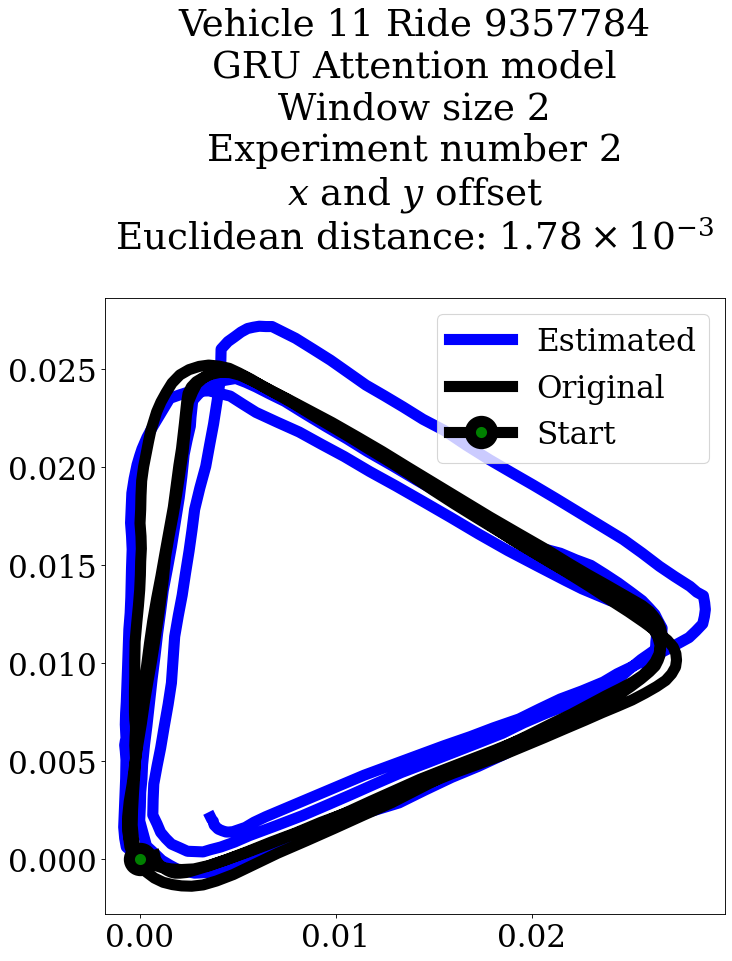 Vehicle 11 Ride 9357784
GRU Attention model
Window size 2
Experiment number 2
x and y offset
Euclidean distance: 1.78 × 10⁻³
Estimated
Original
Start
0.025
0.020
0.015
0.010
0.005
0.000
0.00 0.01 0.02